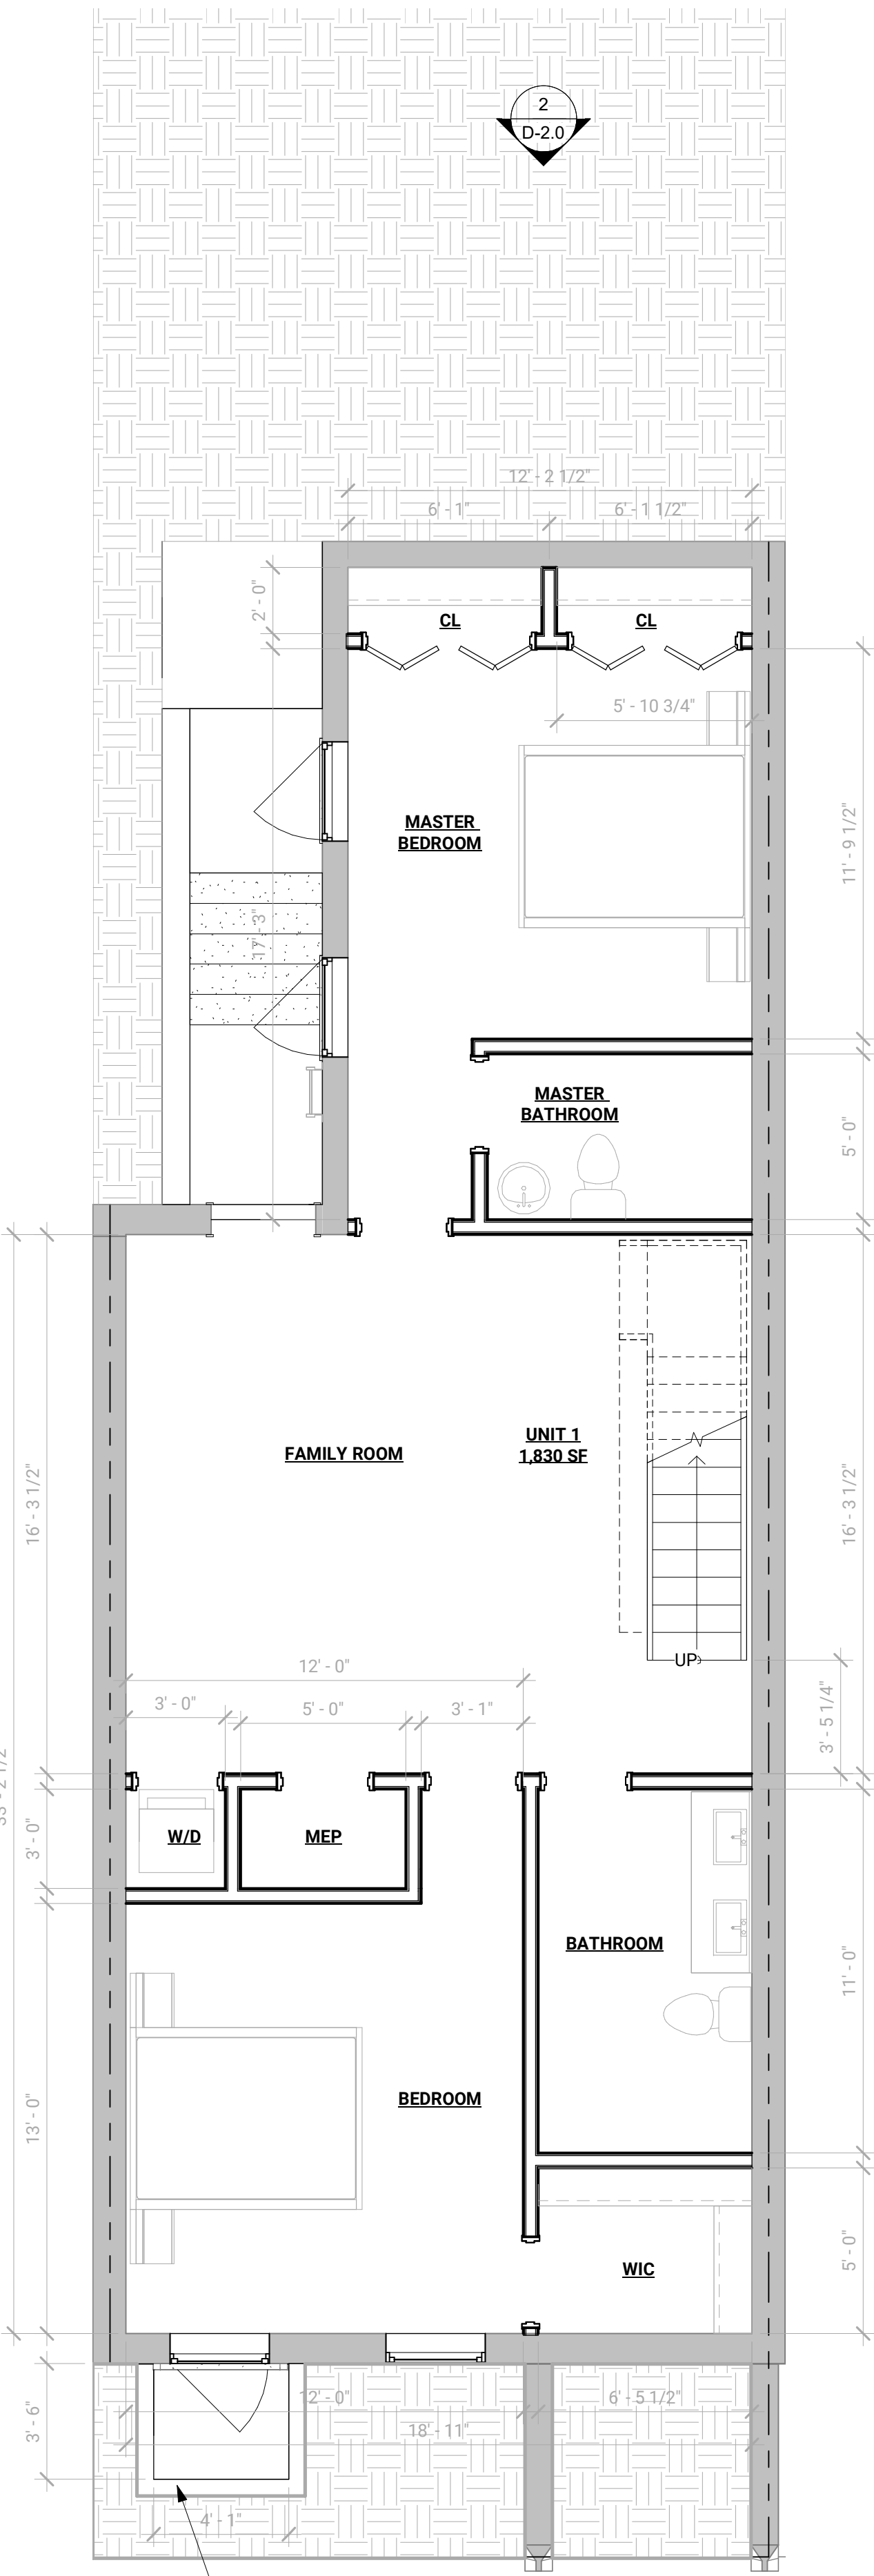 2
D-2.0
12' - 2 1/2"
6' - 1"
6' - 1 1/2"
2' - 0"
CL
CL
5' - 10 3/4"
MASTER
BEDROOM
11' - 9 1/2"
17' - 3"
MASTER
BATHROOM
5' - 0"
FAMILY ROOM
UNIT 1
1,830 SF
16' - 3 1/2"
16' - 3 1/2"
UP
12' - 0"
3' - 0"
5' - 0"
3' - 1"
3' - 5 1/4"
33' - 2 1/2"
W/D
MEP
3' - 0"
BATHROOM
11' - 0"
BEDROOM
13' - 0"
WIC
5' - 0"
12' - 0"
6' - 5 1/2"
18' - 11"
3' - 6"
4' - 1"